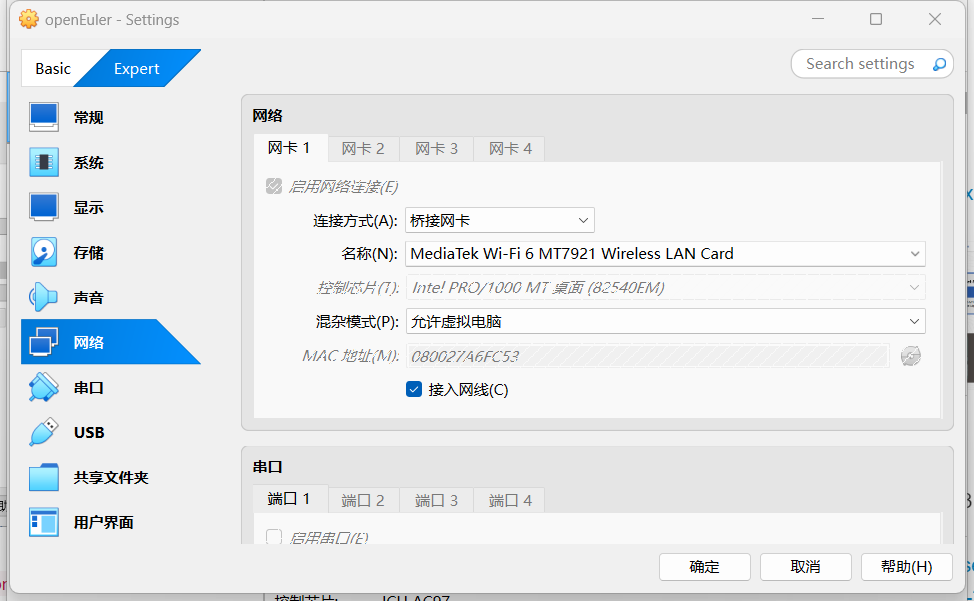 openEuler - Settings
Basic
Expert
Search settings
常规
系统
显示
存储
声音
网络
串口
USB
共享文件夹
用户界面
网络
网卡 1
网卡 2
网卡 3
网卡 4
启用网络连接(E)
连接方式(A):
桥接网卡
名称(N):
MediaTek Wi-Fi 6 MT7921 Wireless LAN Card
控制芯片(T):
Intel PRO/1000 MT 桌面 (82540EM)
混杂模式(P):
允许虚拟电脑
MAC 地址(M):
080027A6FC53
接入网线(C)
串口
端口 1
端口 2
端口 3
端口 4
启用串口(E)
确定
取消
帮助(H)